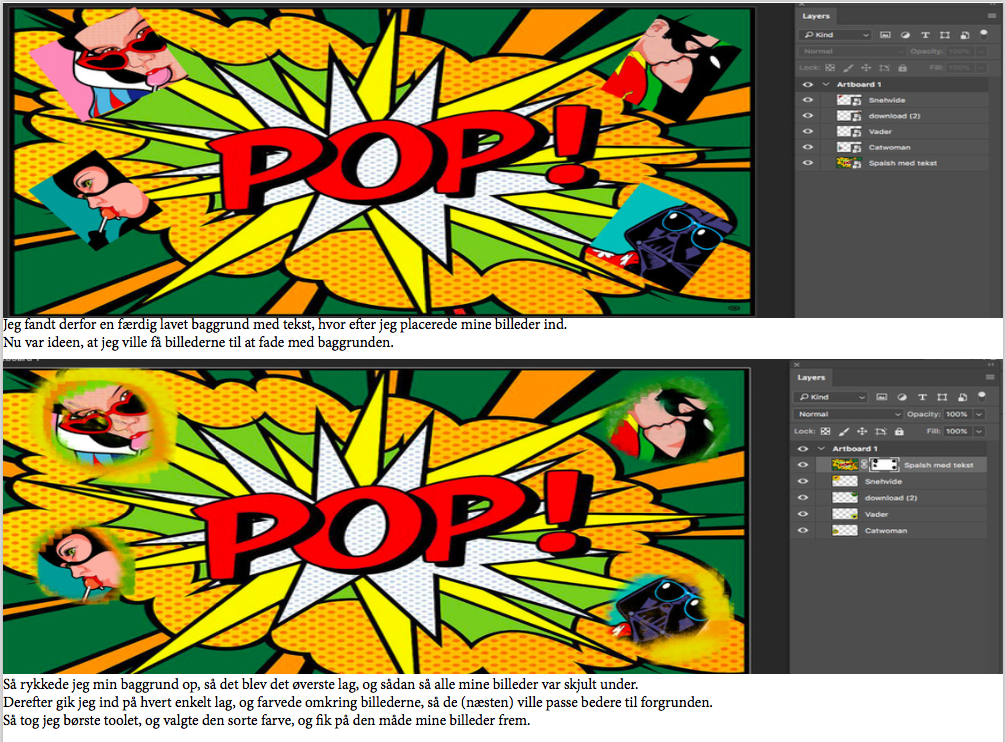 POP!
Layers
Kind
Normal
Opacity: 100%
Lock:
Fill: 100%
Artboard 1
Snehvide
download (2)
Vader
Catwoman
Spalsh med tekst
Jeg fandt derfor en færdig lavet baggrund med tekst, hvor efter jeg placerede mine billeder ind.
Nu var ideen, at jeg ville få billederne til at fade med baggrunden.
POP!
Layers
Kind
Normal
Opacity: 100%
Lock:
Fill: 100%
Artboard 1
Spalsh med tekst
Snehvide
download (2)
Vader
Catwoman
Så rykkede jeg min baggrund op, så det blev det øverste lag, og sådan så alle mine billeder var skjult under.
Derefter gik jeg ind på hvert enkelt lag, og farvede omkring billederne, så de (næsten) ville passe bedere til forgrunden.
Så tog jeg børste toolet, og valgte den sorte farve, og fik på den måde mine billeder frem.